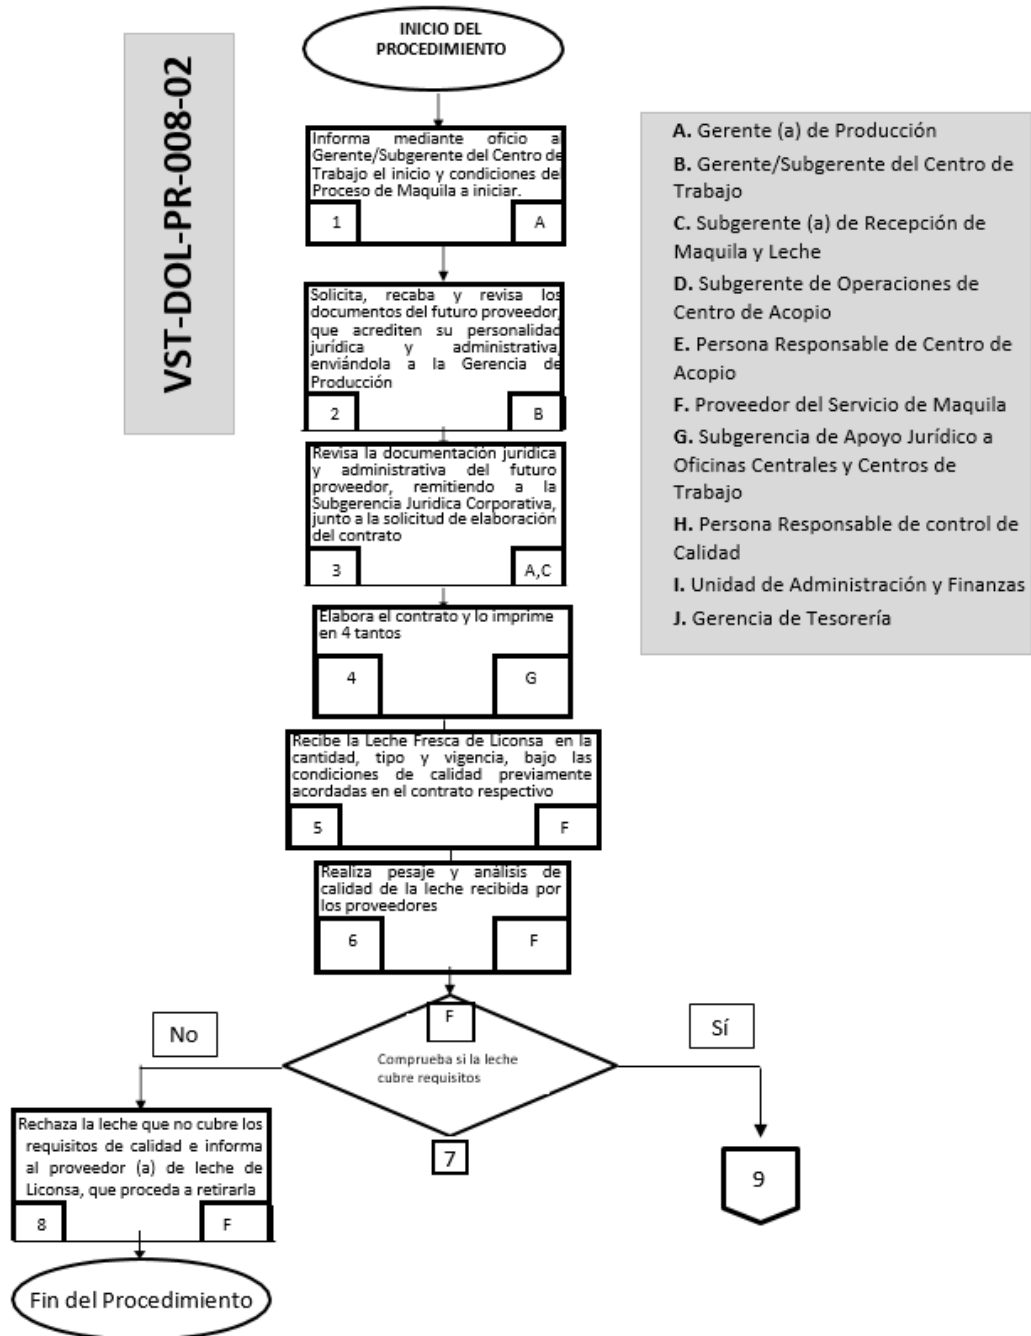 VST-DOL-PR-008-02
INICIO DEL
PROCEDIMIENTO
Informa mediante oficio al
Gerente/Subgerente del Centro de
Trabajo el inicio y condiciones del
Proceso de Maquila a iniciar.
1
A
Solicita, recaba y revisa los
documentos del futuro proveedor,
que acrediten su personalidad
jurídica y administrativa,
enviándola a la Gerencia de
Producción
2
B
Revisa la documentación jurídica
y administrativa del futuro
proveedor, remitiendo a la
Subgerencia Juridica Corporativa,
junto a la solicitud de elaboración
del contrato
3
A,C
Elabora el contrato y lo imprime
en 4 tantos
4
G
Recibe la Leche Fresca de Liconsa en la
cantidad, tipo y vigencia, bajo las
condiciones de calidad previamente
acordadas en el contrato respectivo
5
F
Realiza pesaje y análisis de
calidad de la leche recibida por
los proveedores
6
F
F
Comprueba si la leche
cubre requisitos
7
No
Sí
Rechaza la leche que no cubre los
requisitos de calidad e informa
al proveedor (a) de leche de
Liconsa, que proceda a retirarla
8
F
9
Fin del Procedimiento
A. Gerente (a) de Producción
B. Gerente/Subgerente del Centro de
Trabajo
C. Subgerente (a) de Recepción de
Maquila y Leche
D. Subgerente de Operaciones de
Centro de Acopio
E. Persona Responsable de Centro de
Acopio
F. Proveedor del Servicio de Maquila
G. Subgerencia de Apoyo Jurídico a
Oficinas Centrales y Centros de
Trabajo
H. Persona Responsable de control de
Calidad
I. Unidad de Administración y Finanzas
J. Gerencia de Tesorería